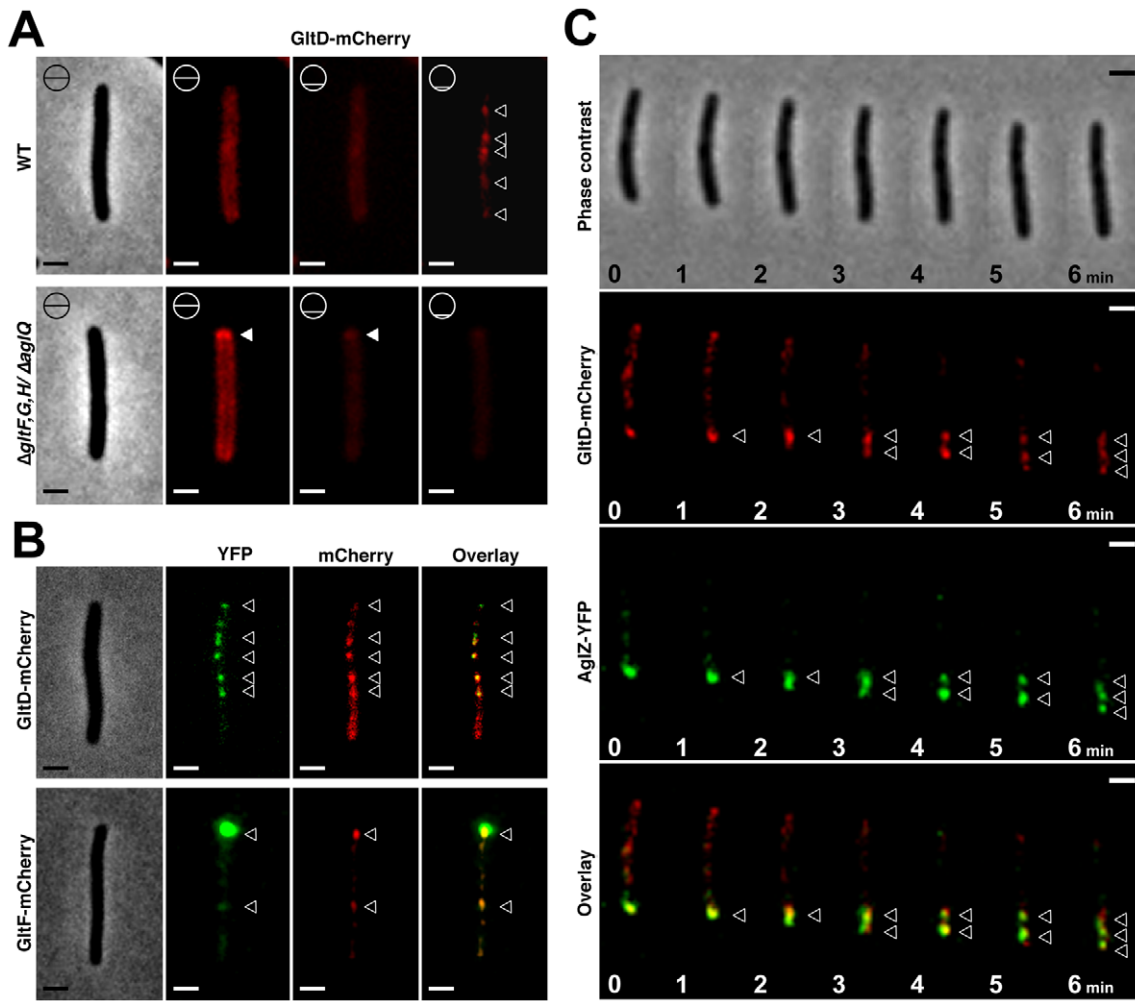 A
GltD-mCherry
WT
ΔgltF,G,H/ ΔaglQ
B
YFP mCherry Overlay
GltD-mCherry
GltF-mCherry
C
Phase contrast
0 1 2 3 4 5 6 min
GltD-mCherry
0 1 2 3 4 5 6 min
AglZ-YFP
0 1 2 3 4 5 6 min
Overlay
0 1 2 3 4 5 6 min